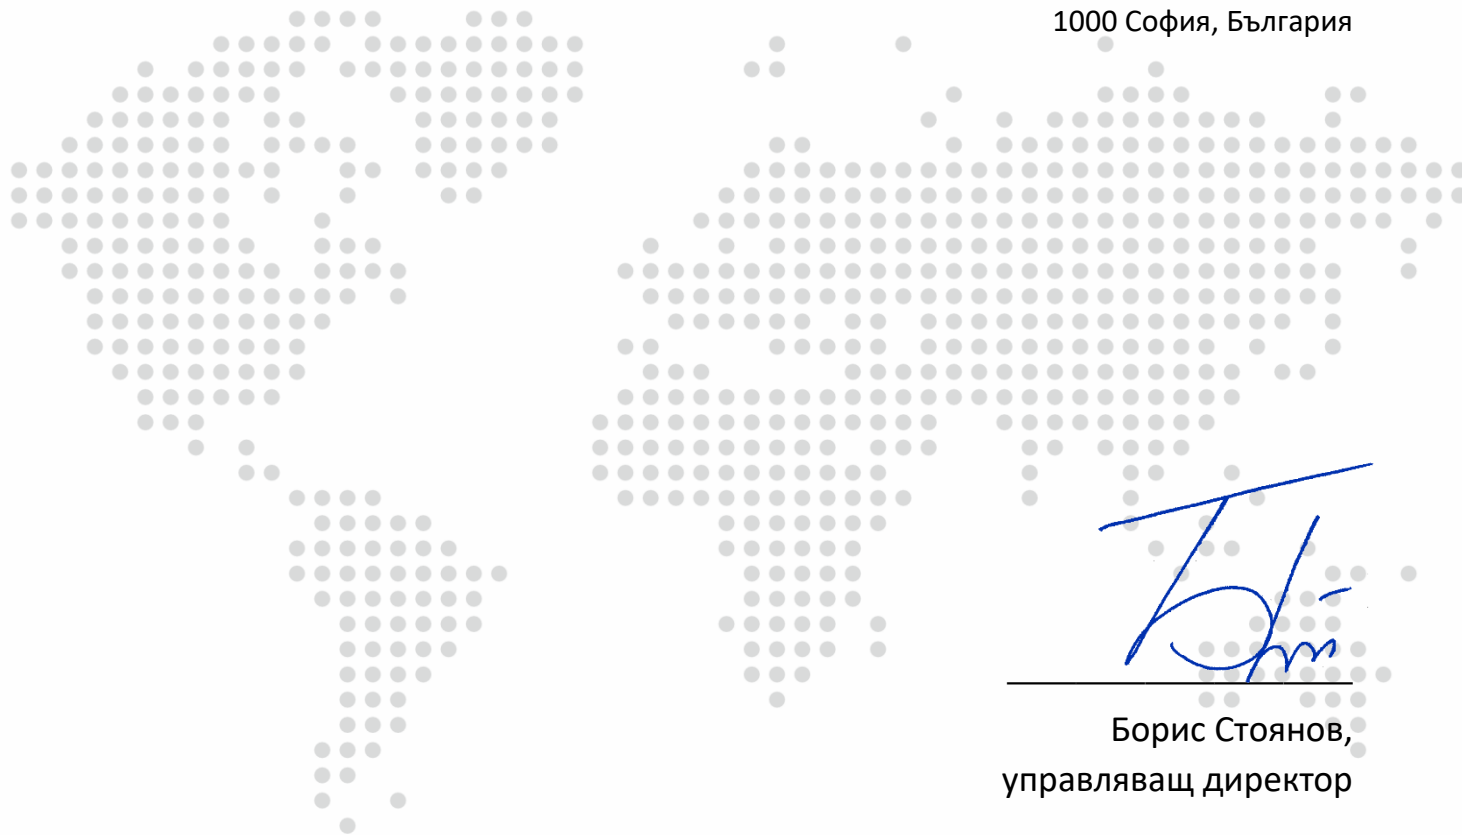 1000 София, България
Борис Стоянов,
управляващ директор